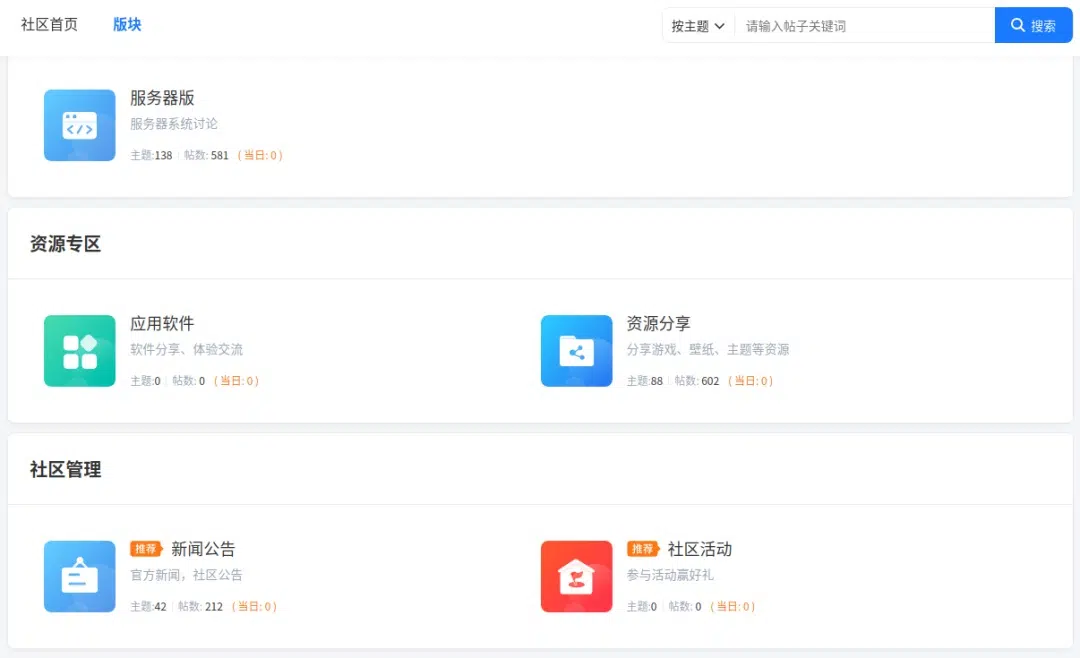 社区首页 版块 按主题 请输入帖子关键词 搜索
服务器版
服务器系统讨论
主题:138 帖数: 581 ( 当日: 0 )
资源专区
应用软件
软件分享、体验交流
主题:0 帖数: 0 ( 当日: 0 )
资源分享
分享游戏、壁纸、主题等资源
主题:88 帖数: 602 ( 当日: 0 )
社区管理
推荐 新闻公告
官方新闻，社区公告
主题:42 帖数: 212 ( 当日: 0 )
推荐 社区活动
参与活动赢好礼
主题:0 帖数: 0 ( 当日: 0 )